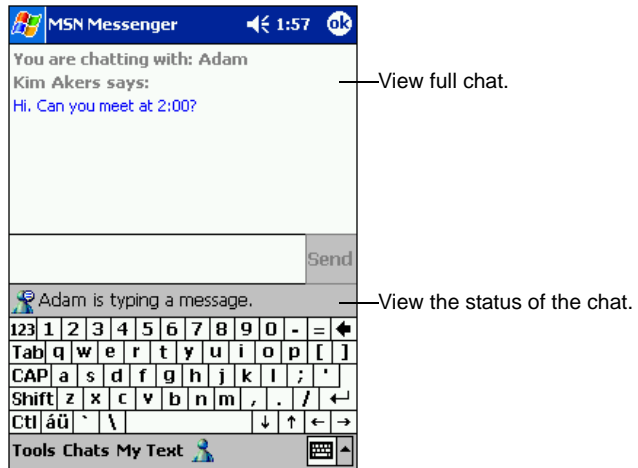 MSN Messenger 1:57 ok
You are chatting with: Adam
Kim Akers says:
View full chat.
Hi. Can you meet at 2:00?
Send
Adam is typing a message.
View the status of the chat.
123 1 2 3 4 5 6 7 8 9 0 - = ←
Tab q w e r t y u i o p [ ]
CAP a s d f g h j k l ; '
Shift z x c v b n m , . / ↵
Ctl áü ` \ ↓ ↑ ← →
Tools Chats My Text